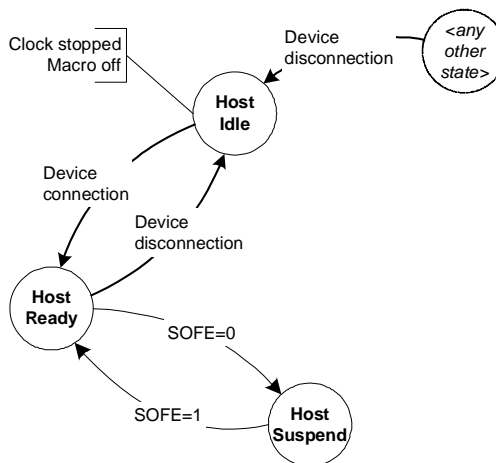 Clock stopped
Macro off
Device
disconnection
<any
other
state>
Host
Idle
Device
connection
Device
disconnection
Host
Ready
SOFE=0
SOFE=1
Host
Suspend